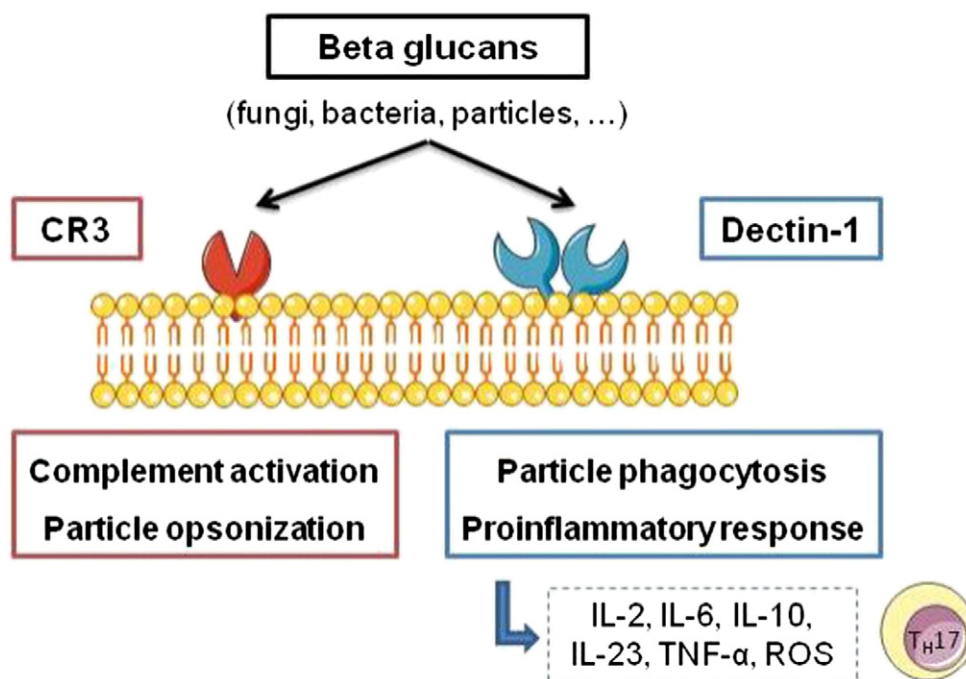 Beta glucans
(fungi, bacteria, particles, ...)
CR3
Dectin-1
Complement activation
Particle opsonization
Particle phagocytosis
Proinflammatory response
IL-2, IL-6, IL-10,
IL-23, TNF-α, ROS
TH17